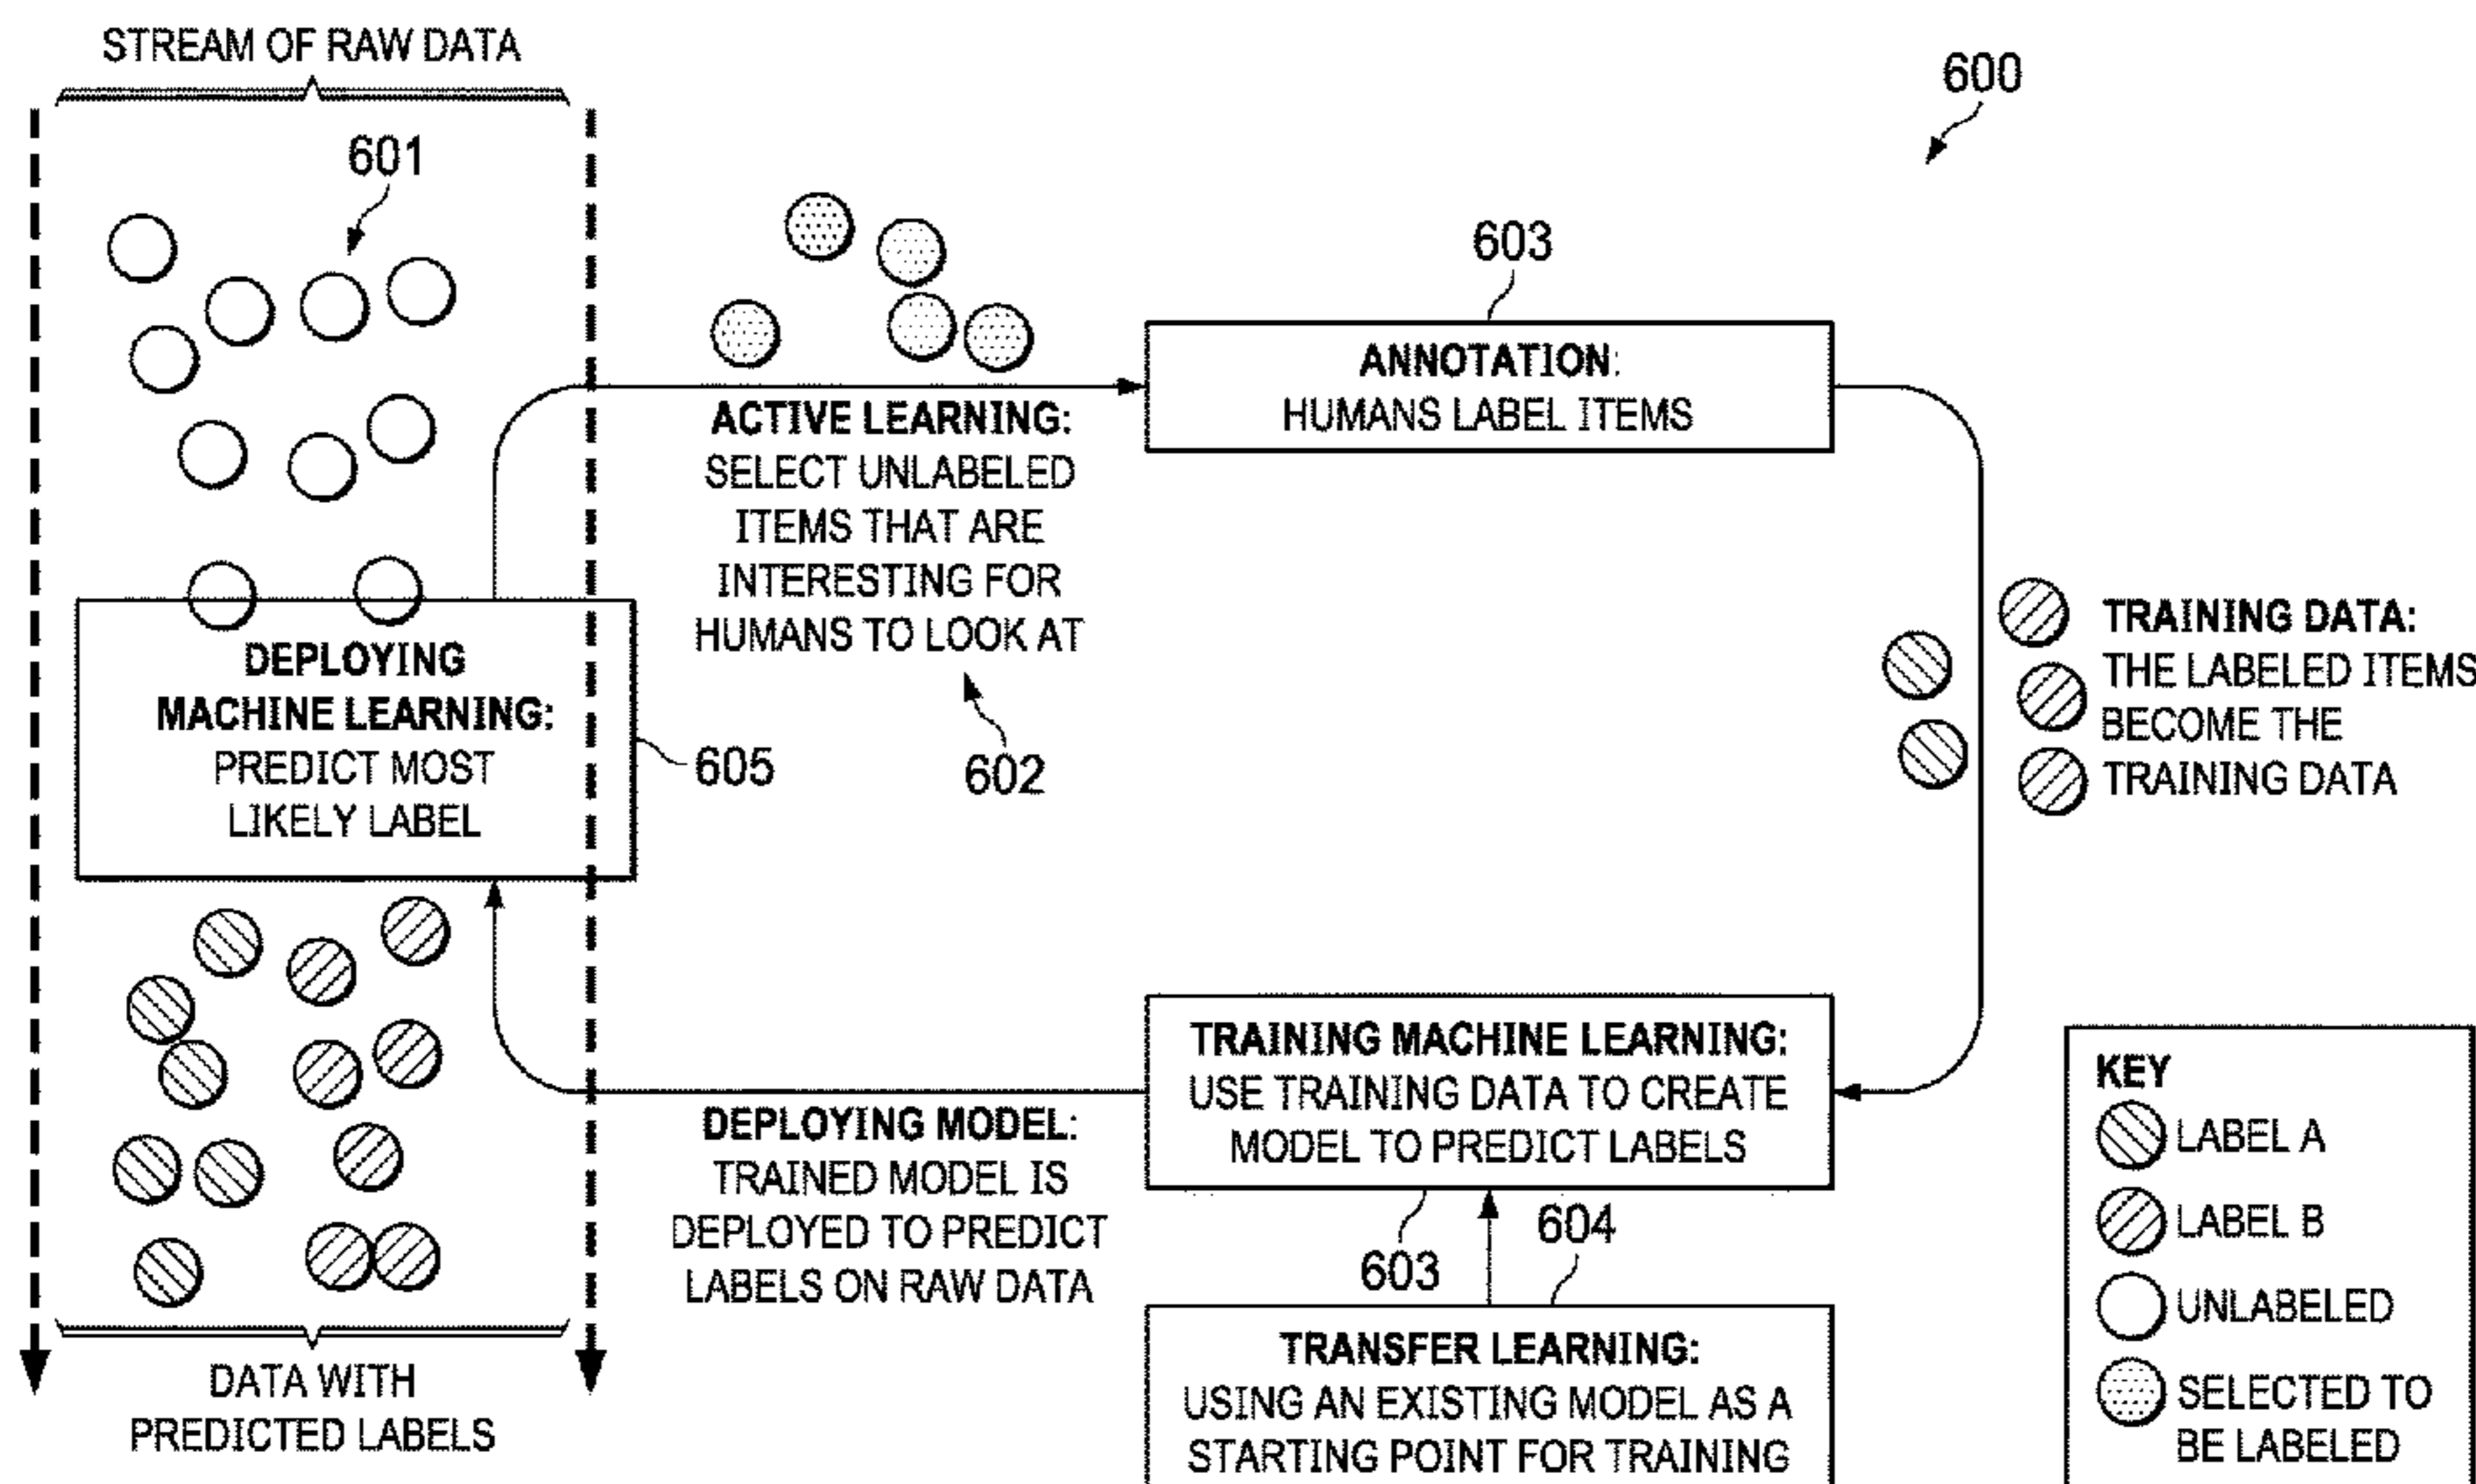 STREAM OF RAW DATA
600
601
603
ANNOTATION:
HUMANS LABEL ITEMS
ACTIVE LEARNING:
SELECT UNLABELED
ITEMS THAT ARE
INTERESTING FOR
HUMANS TO LOOK AT
602
TRAINING DATA:
THE LABELED ITEMS
BECOME THE
TRAINING DATA
DEPLOYING
MACHINE LEARNING:
PREDICT MOST
LIKELY LABEL
605
TRAINING MACHINE LEARNING:
USE TRAINING DATA TO CREATE
MODEL TO PREDICT LABELS
603
604
DEPLOYING MODEL:
TRAINED MODEL IS
DEPLOYED TO PREDICT
LABELS ON RAW DATA
TRANSFER LEARNING:
USING AN EXISTING MODEL AS A
STARTING POINT FOR TRAINING
DATA WITH
PREDICTED LABELS
KEY
LABEL A
LABEL B
UNLABELED
SELECTED TO
BE LABELED